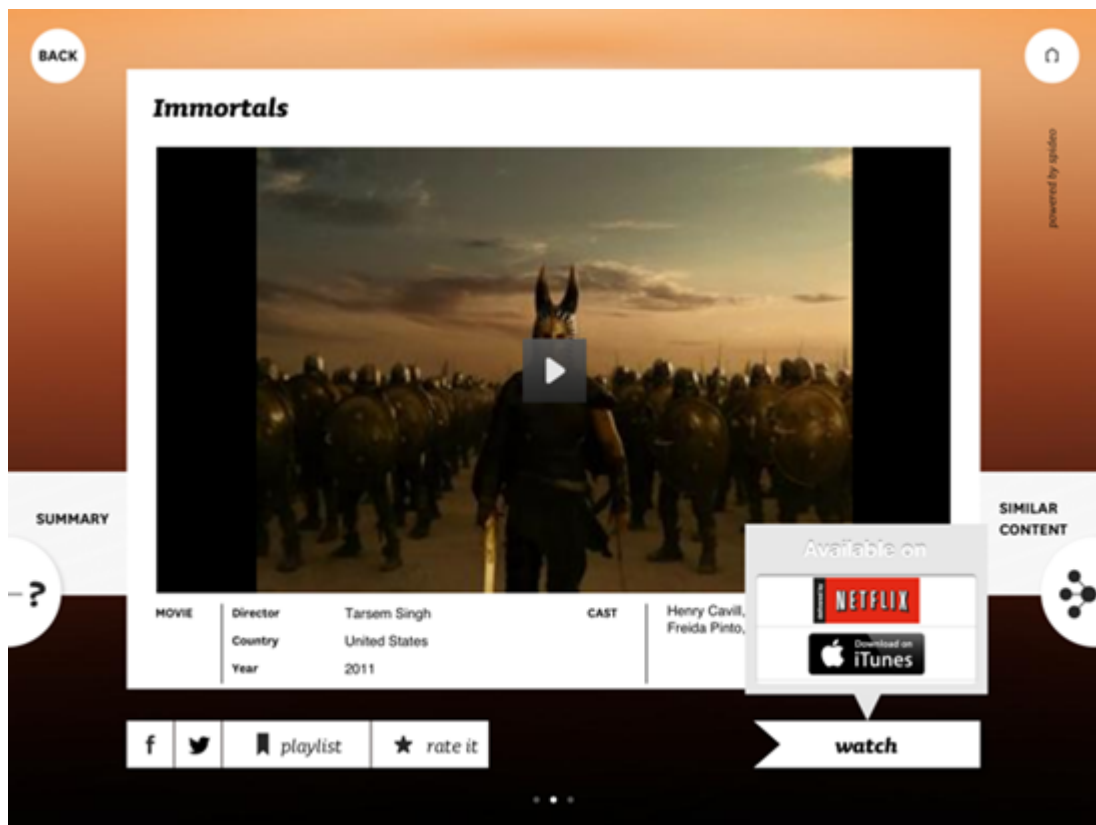 BACK
Immortals
powered by spideo
SUMMARY
?
SIMILAR
CONTENT
Available on
NETFLIX
Download on
iTunes
MOVIE
Director
Tarsem Singh
Country
United States
Year
2011
CAST
Henry Cavill,
Freida Pinto,
f
playlist
rate it
watch